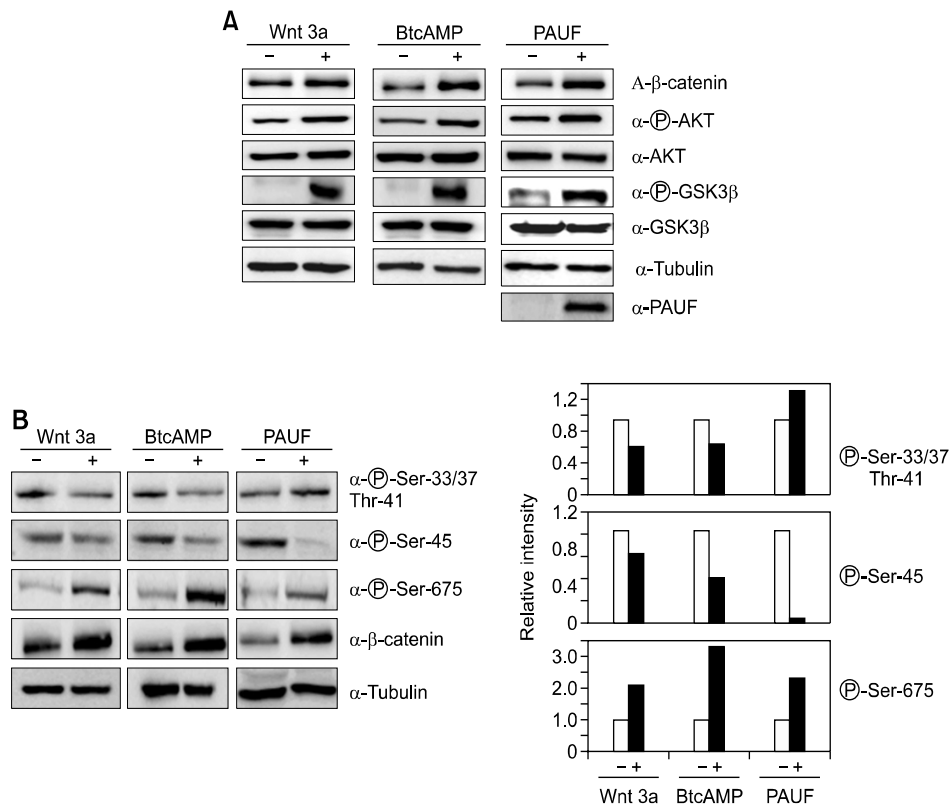 A
Wnt 3a BtcAMP PAUF
− + − + − +
A-β-catenin
α-Ⓟ-AKT
α-AKT
α-Ⓟ-GSK3β
α-GSK3β
α-Tubulin
α-PAUF
B
Wnt 3a BtcAMP PAUF
− + − + − +
α-Ⓟ-Ser-33/37
Thr-41
α-Ⓟ-Ser-45
α-Ⓟ-Ser-675
α-β-catenin
α-Tubulin
Relative intensity
1.2
0.8
0.4
0
Ⓟ-Ser-33/37
Thr-41
1.2
0.8
0.4
0
Ⓟ-Ser-45
3.0
2.0
1.0
0
Ⓟ-Ser-675
− + − + − +
Wnt 3a BtcAMP PAUF